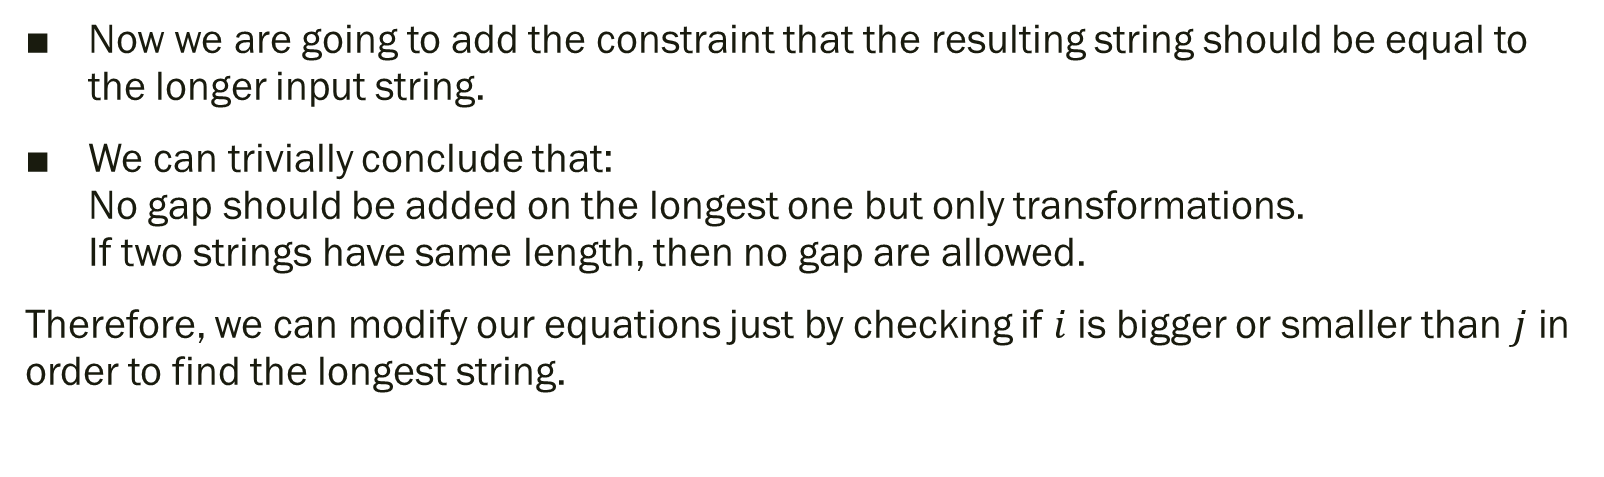 ■ Now we are going to add the constraint that the resulting string should be equal to
the longer input string.
■ We can trivially conclude that:
No gap should be added on the longest one but only transformations.
If two strings have same length, then no gap are allowed.
Therefore, we can modify our equations just by checking if i is bigger or smaller than j in
order to find the longest string.